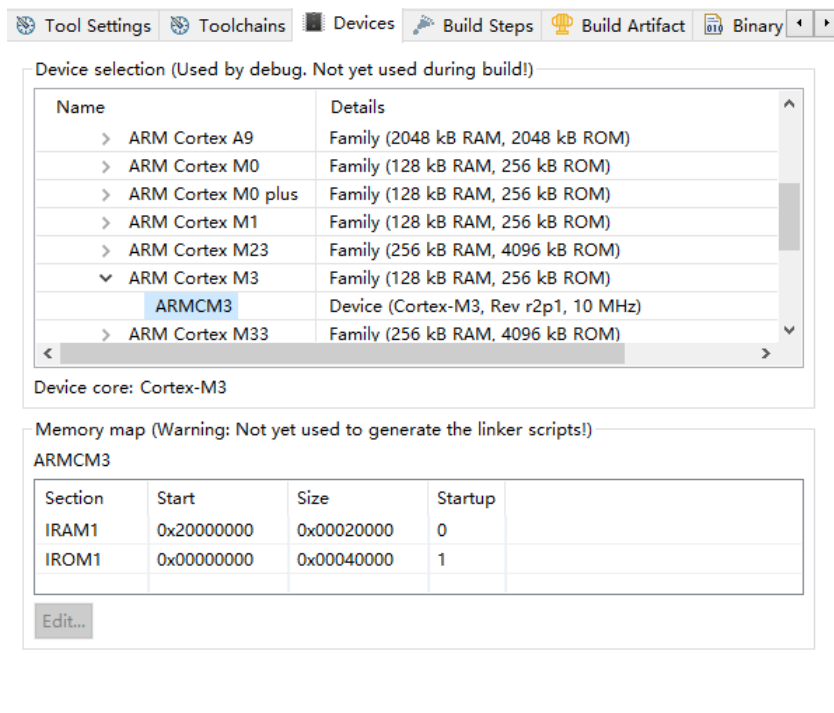 Tool Settings Toolchains Devices Build Steps Build Artifact Binary
Device selection (Used by debug. Not yet used during build!)
Name Details
ARM Cortex A9 Family (2048 kB RAM, 2048 kB ROM)
ARM Cortex M0 Family (128 kB RAM, 256 kB ROM)
ARM Cortex M0 plus Family (128 kB RAM, 256 kB ROM)
ARM Cortex M1 Family (128 kB RAM, 256 kB ROM)
ARM Cortex M23 Family (256 kB RAM, 4096 kB ROM)
ARM Cortex M3 Family (128 kB RAM, 256 kB ROM)
ARMCM3 Device (Cortex-M3, Rev r2p1, 10 MHz)
ARM Cortex M33 Family (256 kB RAM, 4096 kB ROM)
Device core: Cortex-M3
Memory map (Warning: Not yet used to generate the linker scripts!)
ARMCM3
Section Start Size Startup
IRAM1 0x20000000 0x00020000 0
IROM1 0x00000000 0x00040000 1
Edit...